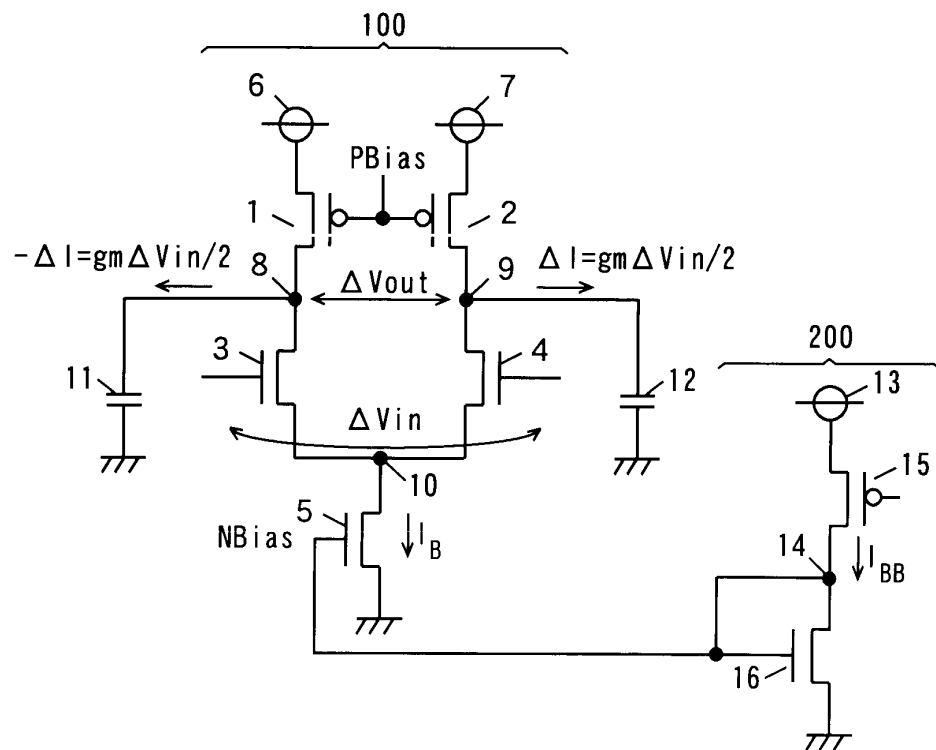 100
6
7
PBias
1
2
-ΔI=gmΔVin/2
8
ΔVout
9
ΔI=gmΔVin/2
3
4
200
11
12
13
ΔVin
10
15
5
NBias
I_B
14
I_BB
16